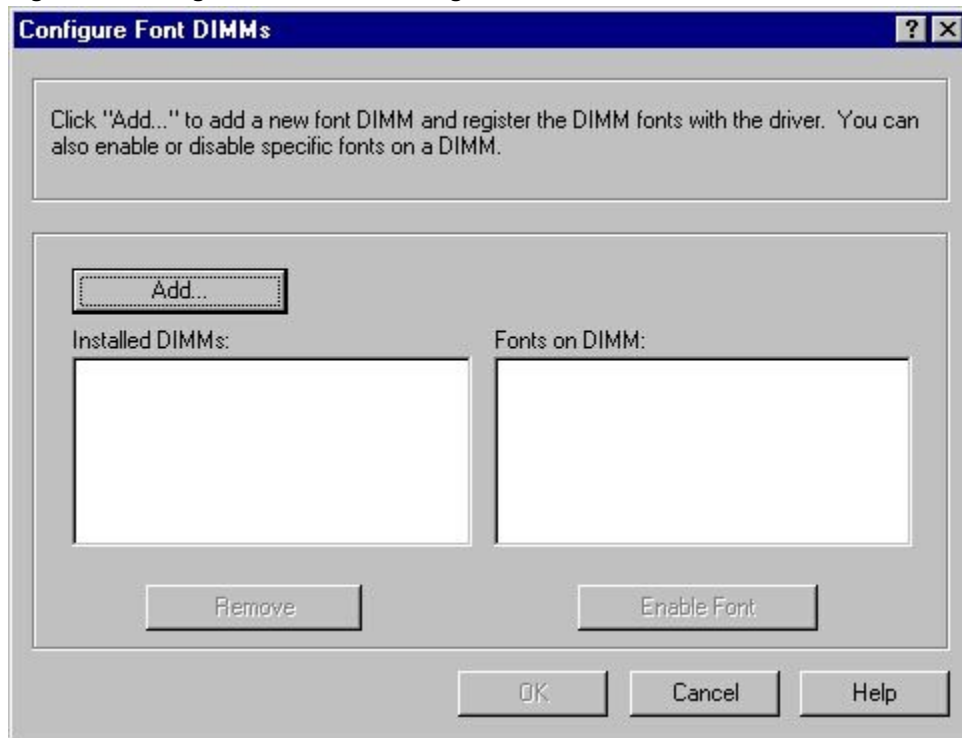 Configure Font DIMMs
Click "Add..." to add a new font DIMM and register the DIMM fonts with the driver. You can
also enable or disable specific fonts on a DIMM.
Add...
Installed DIMMs:
Fonts on DIMM:
Remove
Enable Font
OK
Cancel
Help